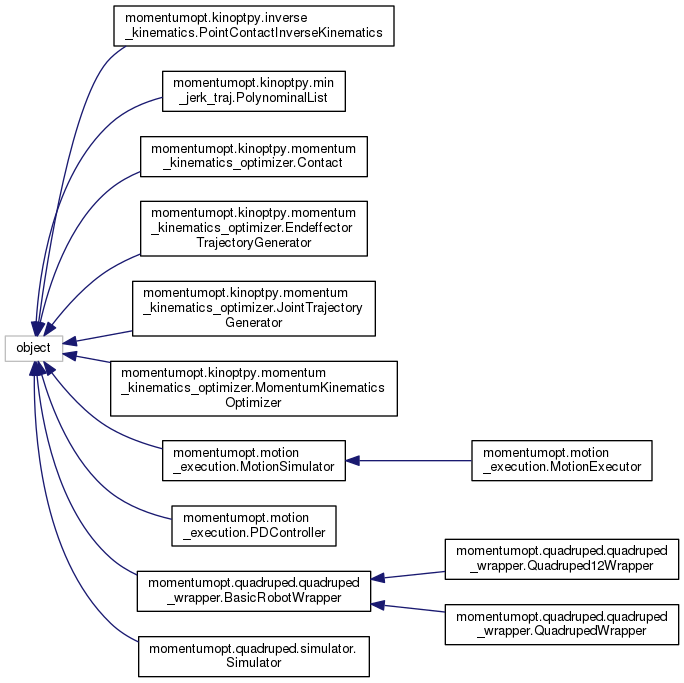 momentumopt.kinoptpy.inverse
_kinematics.PointContactInverseKinematics
momentumopt.kinoptpy.min
_jerk_traj.PolynominalList
momentumopt.kinoptpy.momentum
_kinematics_optimizer.Contact
momentumopt.kinoptpy.momentum
_kinematics_optimizer.Endeffector
TrajectoryGenerator
momentumopt.kinoptpy.momentum
_kinematics_optimizer.JointTrajectory
Generator
object
momentumopt.kinoptpy.momentum
_kinematics_optimizer.MomentumKinematics
Optimizer
momentumopt.motion
_execution.MotionSimulator
momentumopt.motion
_execution.MotionExecutor
momentumopt.motion
_execution.PDController
momentumopt.quadruped.quadruped
_wrapper.BasicRobotWrapper
momentumopt.quadruped.quadruped
_wrapper.Quadruped12Wrapper
momentumopt.quadruped.quadruped
_wrapper.QuadrupedWrapper
momentumopt.quadruped.simulator.
Simulator